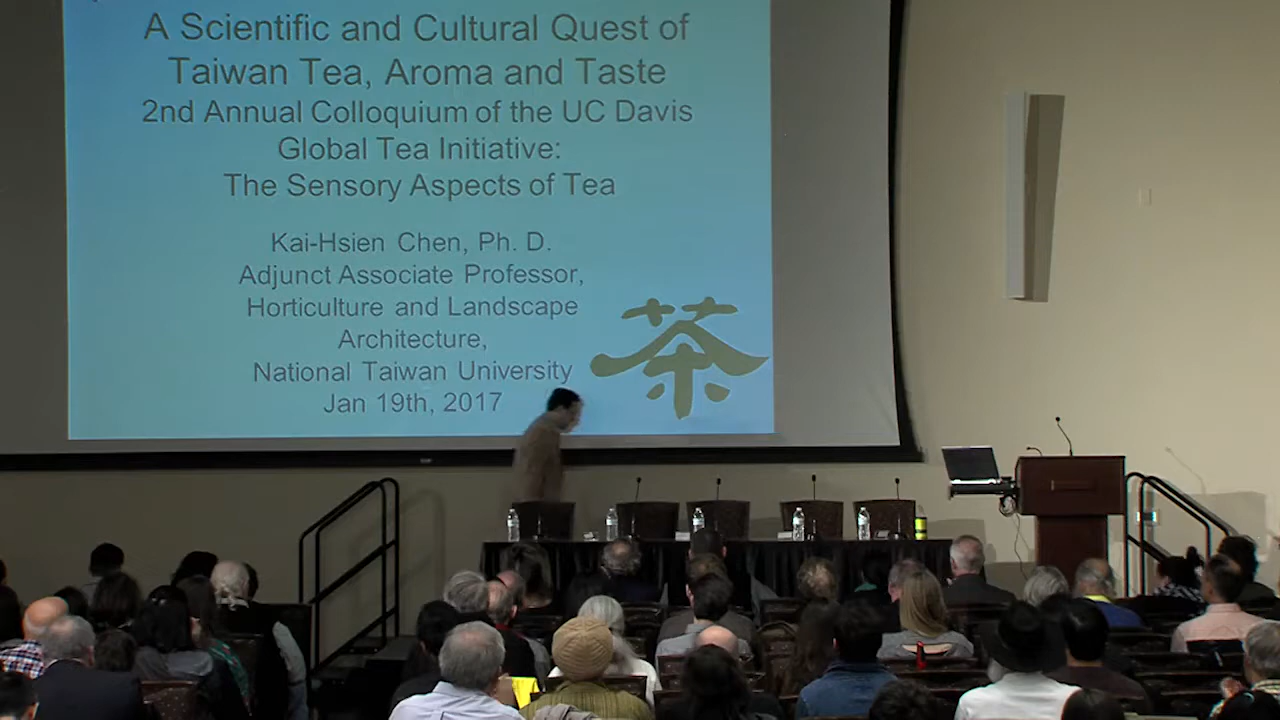 A Scientific and Cultural Quest of
Taiwan Tea, Aroma and Taste
2nd Annual Colloquium of the UC Davis
Global Tea Initiative:
The Sensory Aspects of Tea
Kai-Hsien Chen, Ph. D.
Adjunct Associate Professor,
Horticulture and Landscape
Architecture,
National Taiwan University
Jan 19th, 2017
茶